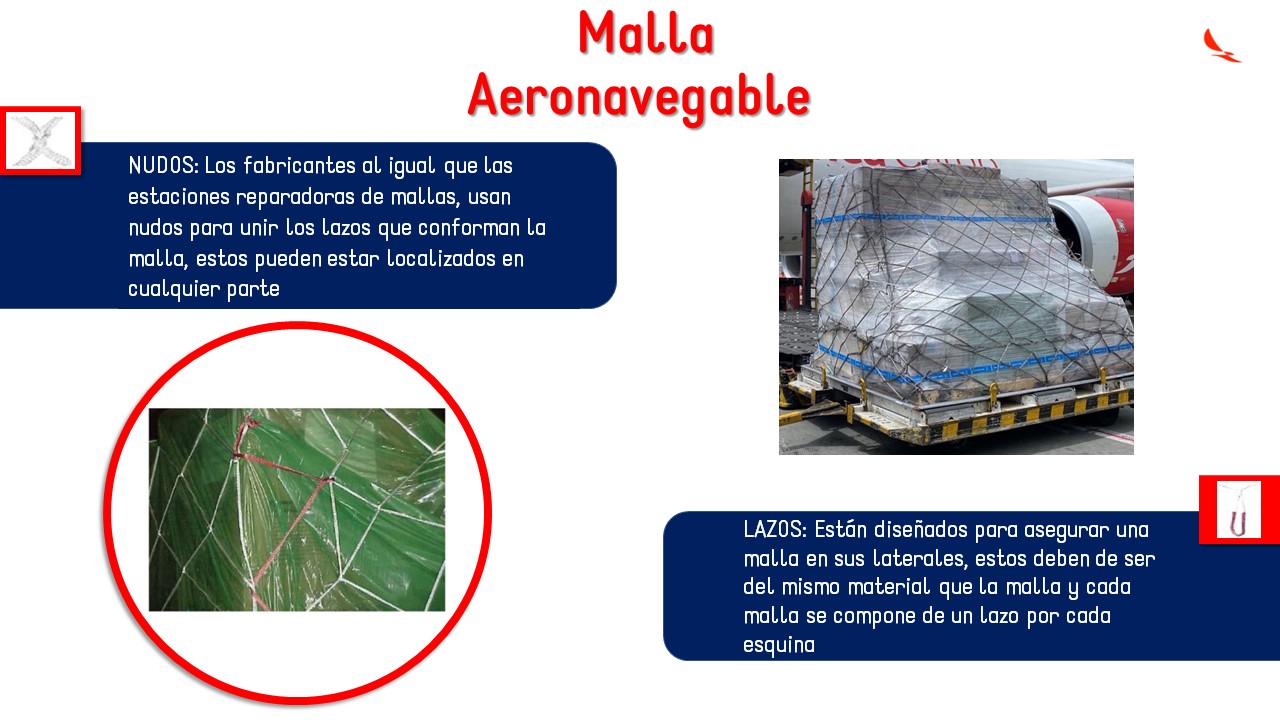 Malla
Aeronavegable
NUDOS: Los fabricantes al igual que las
estaciones reparadoras de mallas, usan
nudos para unir los lazos que conforman la
malla, estos pueden estar localizados en
cualquier parte
LAZOS: Están diseñados para asegurar una
malla en sus laterales, estos deben de ser
del mismo material que la malla y cada
malla se compone de un lazo por cada
esquina